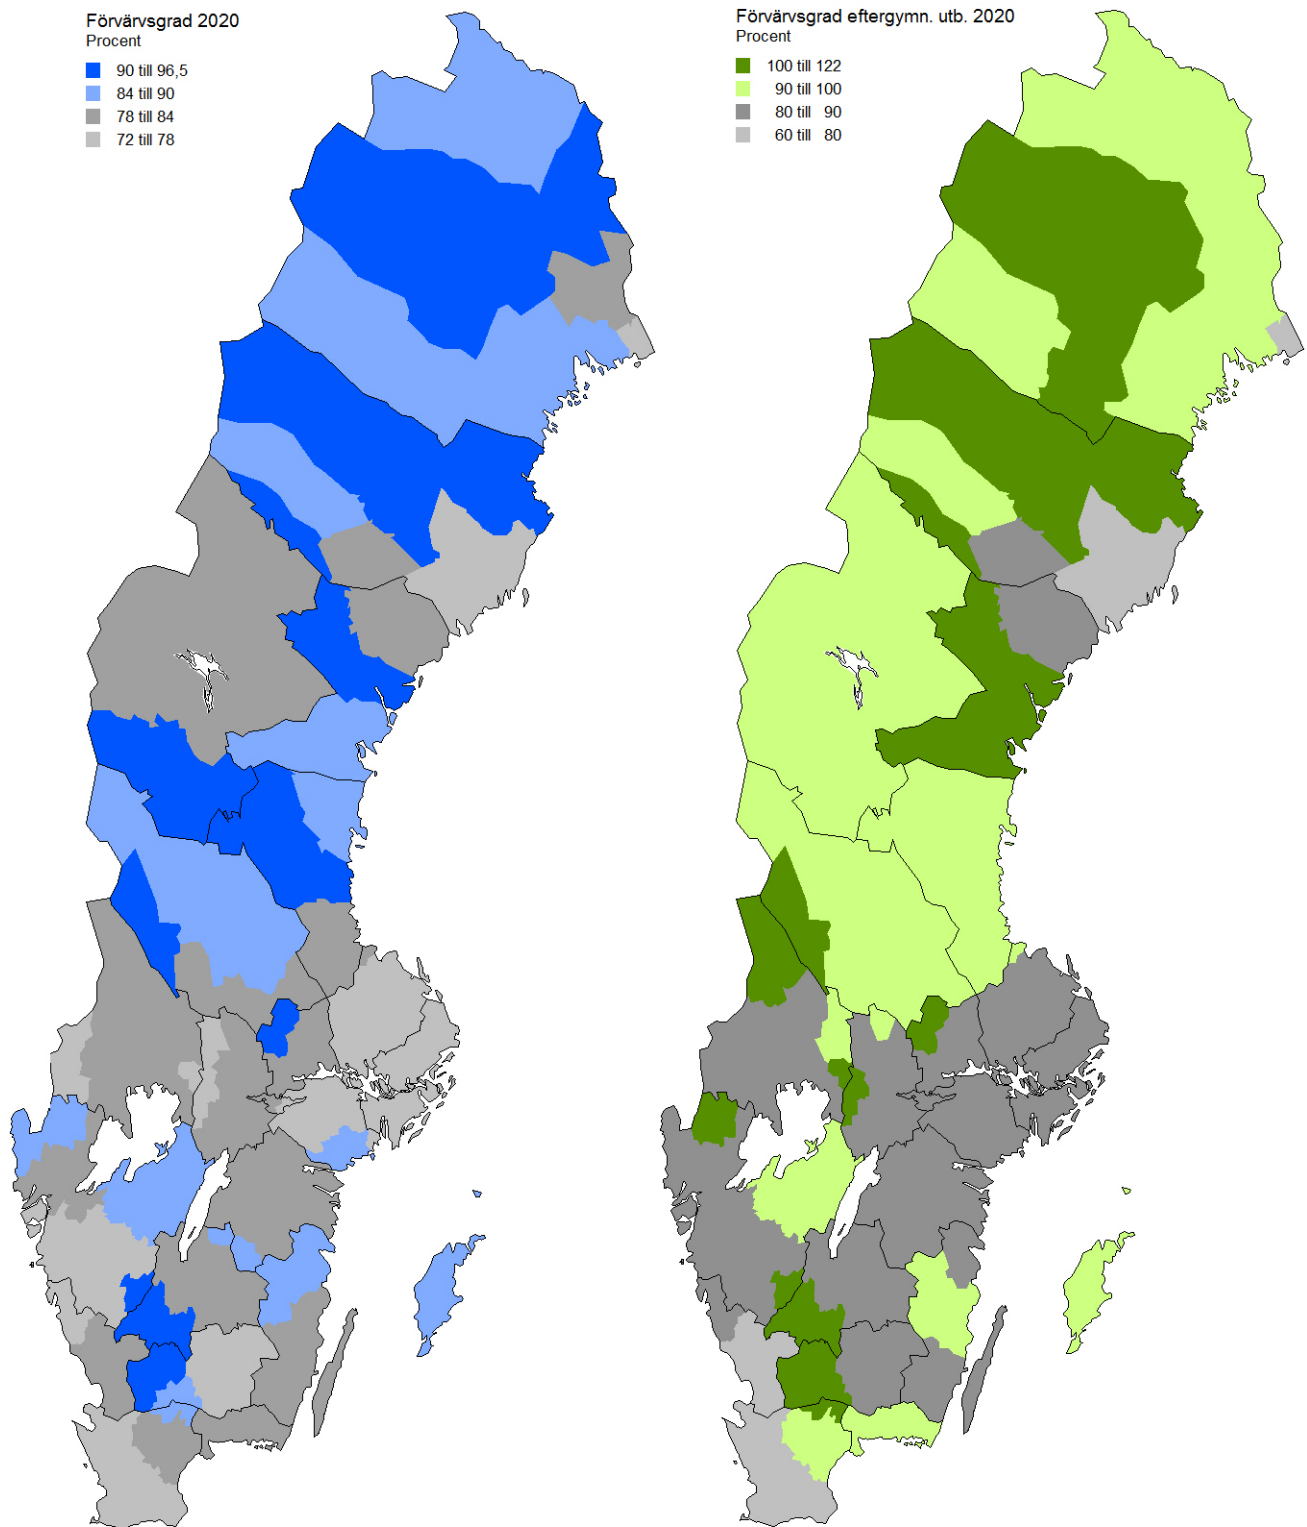 Förvärvsgrad 2020
Procent
90 till 96,5
84 till 90
78 till 84
72 till 78
Förvärvsgrad eftergymn. utb. 2020
Procent
100 till 122
90 till 100
80 till 90
60 till 80